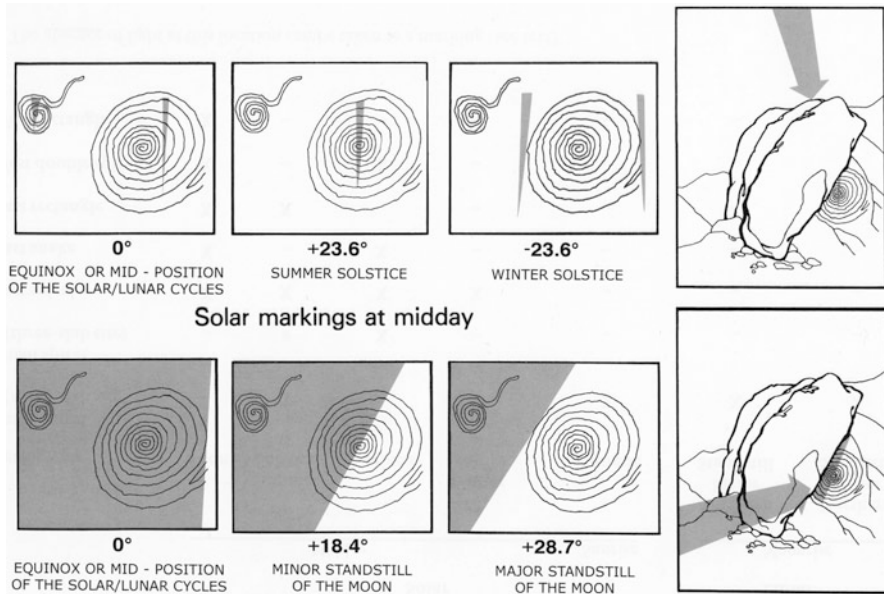 0°
EQUINOX OR MID - POSITION
OF THE SOLAR/LUNAR CYCLES
+23.6°
SUMMER SOLSTICE
-23.6°
WINTER SOLSTICE
Solar markings at midday
0°
EQUINOX OR MID - POSITION
OF THE SOLAR/LUNAR CYCLES
+18.4°
MINOR STANDSTILL
OF THE MOON
+28.7°
MAJOR STANDSTILL
OF THE MOON